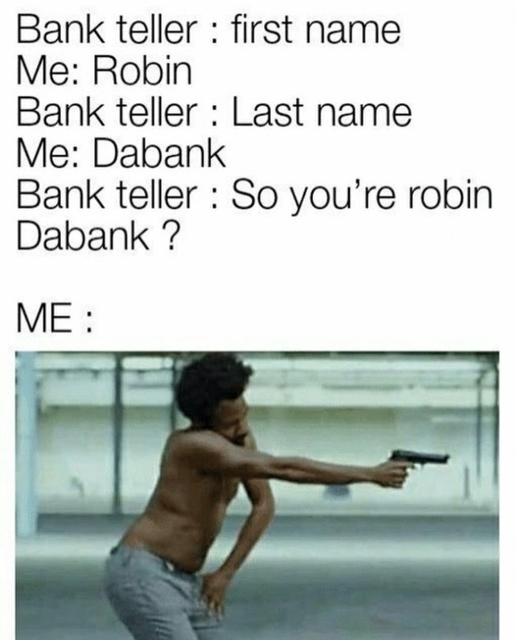 Bank teller : first name
Me: Robin
Bank teller : Last name
Me: Dabank
Bank teller : So you're robin
Dabank ?
ME :